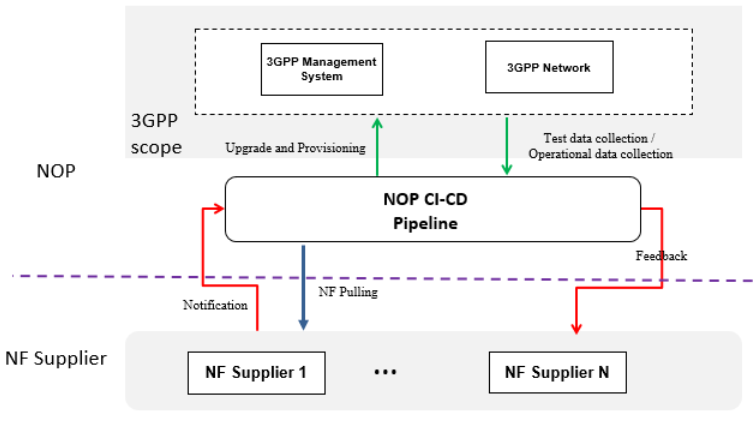 3GPP Management
System
3GPP Network
3GPP
scope
Upgrade and Provisioning
Test data collection /
Operational data collection
NOP
NOP CI-CD
Pipeline
Feedback
NF Pulling
Notification
NF Supplier
NF Supplier 1
...
NF Supplier N